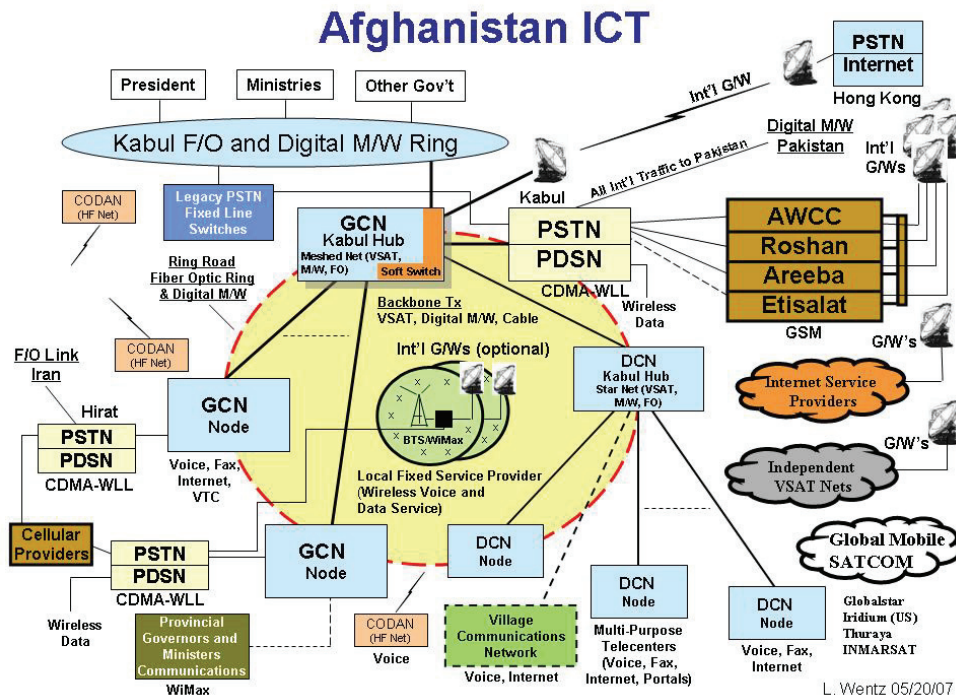 Afghanistan ICT
President
Ministries
Other Gov't
Kabul F/O and Digital M/W Ring
Int'l G/W
PSTN
Internet
Hong Kong
Digital M/W
Pakistan
Int'l
G/Ws
All Int'l Traffic to Pakistan
Kabul
CODAN
(HF Net)
Legacy PSTN
Fixed Line
Switches
GCN
Kabul Hub
Meshed Net (VSAT,
M/W, FO)
Soft Switch
PSTN
PDSN
CDMA-WLL
Wireless
Data
AWCC
Roshan
Areeba
Etisalat
GSM
Ring Road
Fiber Optic Ring
& Digital M/W
Backbone Tx
VSAT, Digital M/W, Cable
CODAN
(HF Net)
F/O Link
Iran
Hirat
PSTN
PDSN
CDMA-WLL
GCN
Node
Voice, Fax,
Internet,
VTC
Int'l G/Ws (optional)
BTS/WiMax
Local Fixed Service Provider
(Wireless Voice and
Data Service)
DCN
Kabul Hub
Star Net (VSAT,
M/W, FO)
G/W's
Internet Service
Providers
G/W's
Independent
VSAT Nets
Global Mobile
SATCOM
Globalstar
Iridium (US)
Thuraya
INMARSAT
Cellular
Providers
PSTN
PDSN
CDMA-WLL
Wireless
Data
GCN
Node
Provincial
Governors and
Ministers
Communications
WiMax
CODAN
(HF Net)
Voice
DCN
Node
Village
Communications
Network
Voice, Internet
DCN
Node
Multi-Purpose
Telecenters
(Voice, Fax,
Internet, Portals)
DCN
Node
Voice, Fax,
Internet
L. Wentz 05/20/07